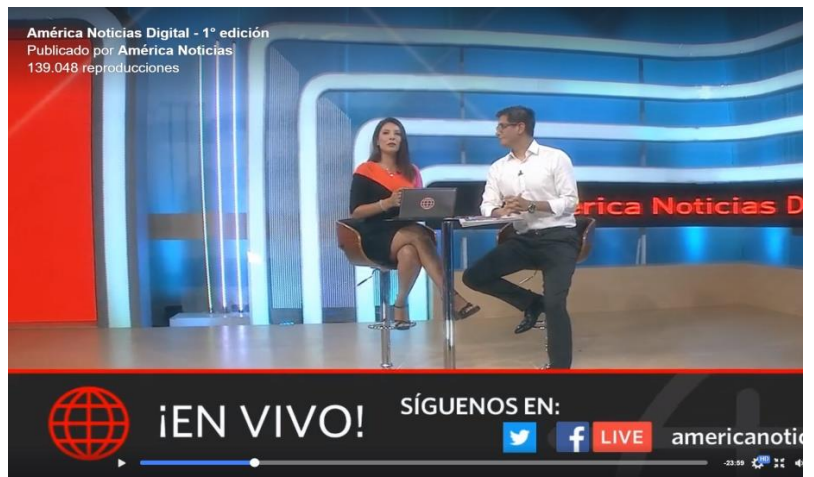 América Noticias Digital - 1° edición
Publicado por América Noticias
139.048 reproducciones
erica Noticias D
¡EN VIVO!
SÍGUENOS EN:
LIVE
americanotic
-23:59
HD